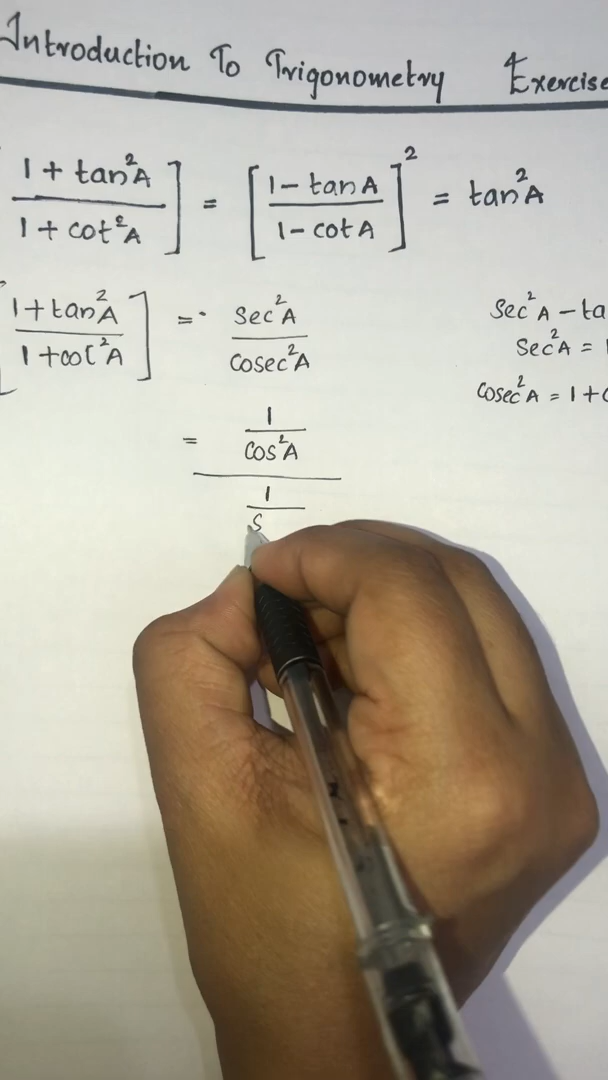 Introduction To Trigonometry Exercise
[1 + tan²A / 1 + cot²A] = [1 - tan A / 1 - cot A]² = tan²A
[1 + tan²A / 1 + cot²A] = sec²A / cosec²A
sec²A - ta
sec²A = 1
cosec²A = 1 + c
= 1 / cos²A
1 / s